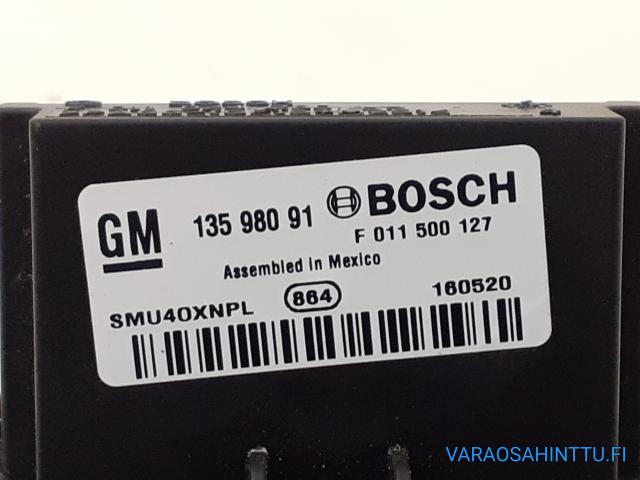 GM 135 980 91 BOSCH
F 011 500 127
Assembled in Mexico
SMU40XNPL 864 160520
VARAOSAHINTTU.FI